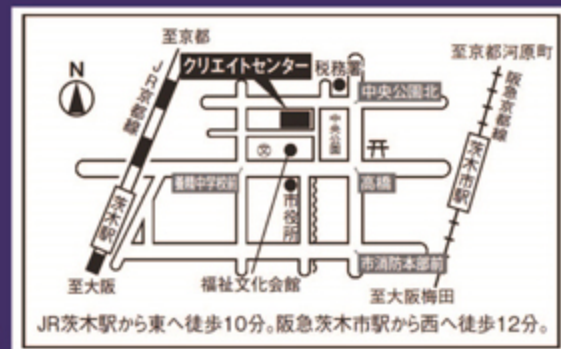 至京都
至京都河原町
N
JR京都線
クリエイトセンター
税務署
中央公園北
阪急京都線
中央公園
文
茨木市駅
養精中学校前
高橋
茨木駅
市役所
市消防本部前
至大阪
福祉文化会館
至大阪梅田
JR茨木駅から東へ徒歩10分。阪急茨木市駅から西へ徒歩12分。